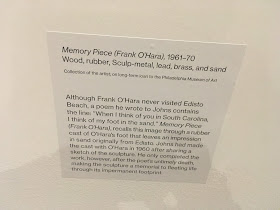 Memory Piece (Frank O'Hara), 1961–70
Wood, rubber, Sculp-metal, lead, brass, and sand
Collection of the artist, on long-term loan to the Philadelphia Museum of Art
Although Frank O'Hara never visited Edisto
Beach, a poem he wrote to Johns contains
the line: "When I think of you in South Carolina,
I think of my foot in the sand." Memory Piece
(Frank O'Hara), recalls this image through a rubber
cast of O'Hara's foot that leaves an impression
in sand originally from Edisto. Johns had made
the cast with O'Hara in 1960 after sharing a
sketch of the sculpture. He only completed the
work, however, after the poet's untimely death,
making the sculpture a memorial to fleeting life
through its impermanent footprint.